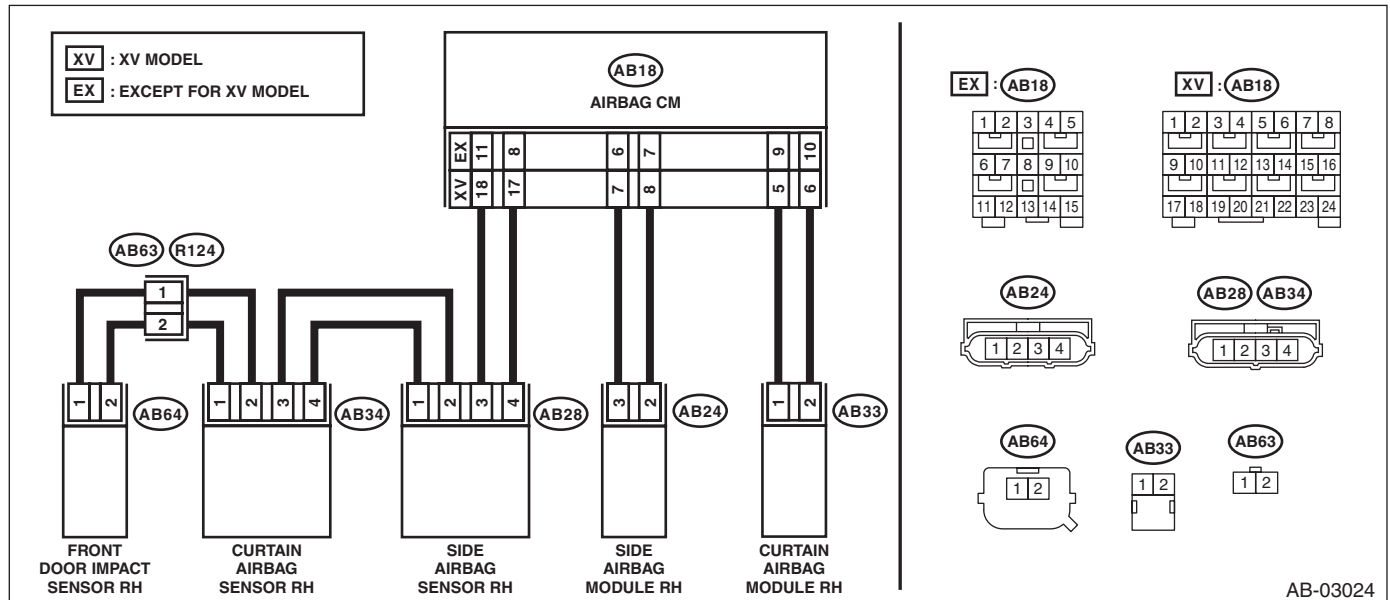 XV : XV MODEL
EX : EXCEPT FOR XV MODEL
AB18
AIRBAG CM
EX 11 8 6 7 9 10
XV 18 17 7 8 5 6
AB63 R124
1
2
1 2 AB64
1 2 3 4 AB34
1 2 3 4 AB28
3 2 AB24
1 2 AB33
FRONT
DOOR IMPACT
SENSOR RH
CURTAIN
AIRBAG
SENSOR RH
SIDE
AIRBAG
SENSOR RH
SIDE
AIRBAG
MODULE RH
CURTAIN
AIRBAG
MODULE RH
EX : AB18
1 2 3 4 5
6 7 8 9 10
11 12 13 14 15
XV : AB18
1 2 3 4 5 6 7 8
9 10 11 12 13 14 15 16
17 18 19 20 21 22 23 24
AB24
1 2 3 4
AB28 AB34
1 2 3 4
AB64
1 2
AB33
1 2
AB63
1 2
AB-03024